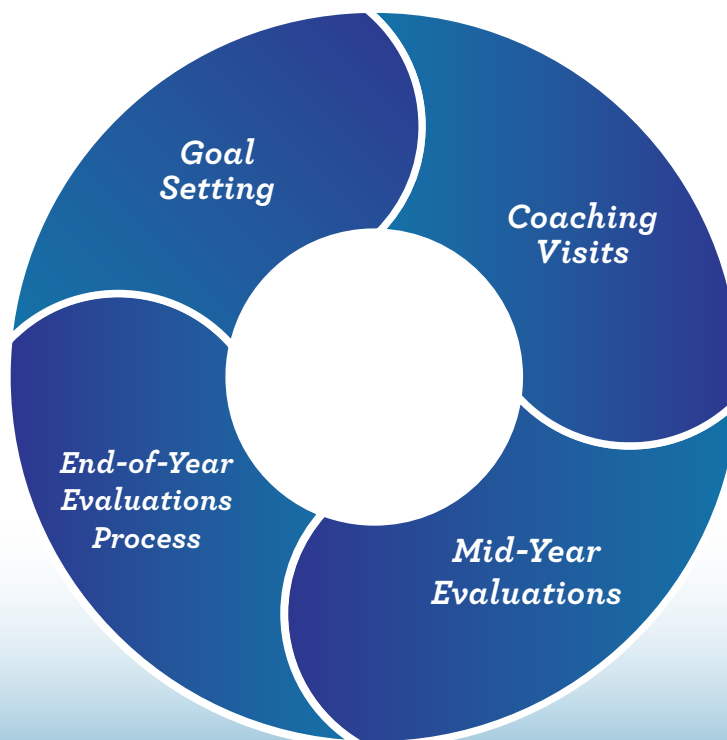 Goal
Setting
Coaching
Visits
Mid-Year
Evaluations
End-of-Year
Evaluations
Process